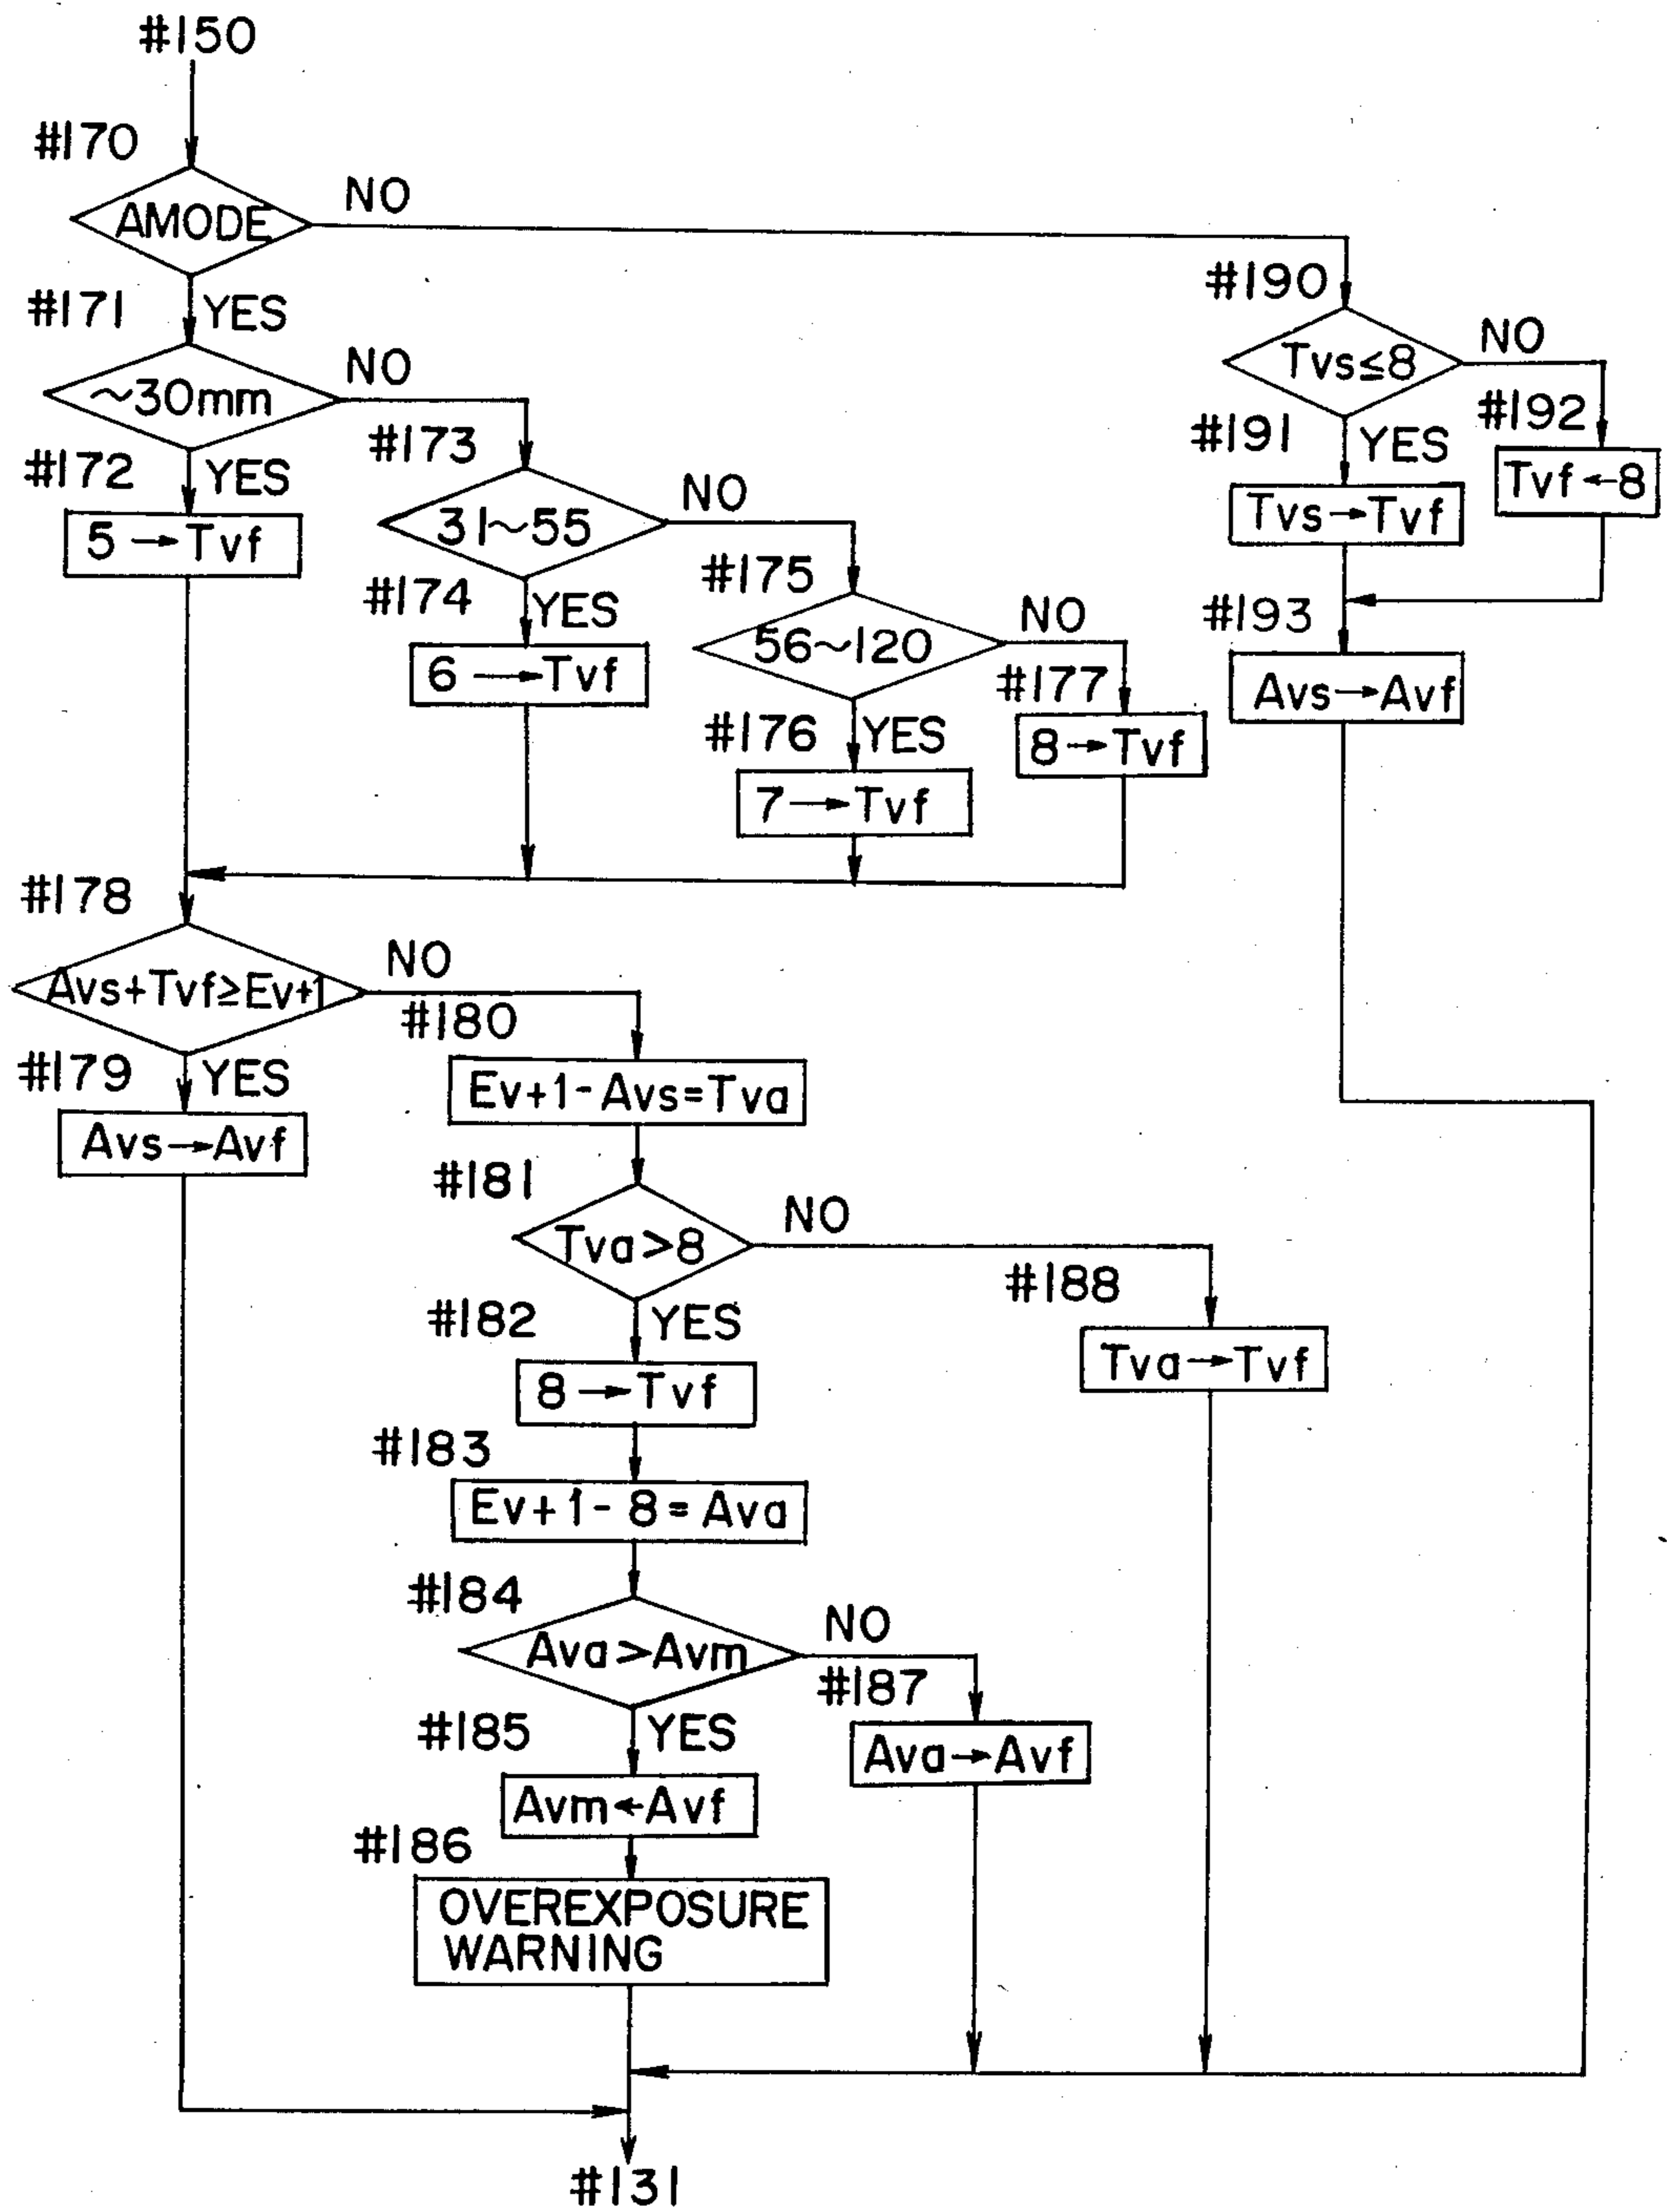 #150
#170
AMODE
NO
#171
YES
~30mm
NO
#172
YES
5→Tvf
#173
31~55
NO
#174
YES
6→Tvf
#175
56~120
NO
#176
YES
7→Tvf
#177
8→Tvf
#190
Tvs≤8
NO
#191
YES
Tvs→Tvf
#192
Tvf←8
#193
Avs→Avf
#178
Avs+Tvf≥Ev+1
NO
#179
YES
Avs→Avf
#180
Ev+1-Avs=Tva
#181
Tva>8
NO
#182
YES
8→Tvf
#188
Tva→Tvf
#183
Ev+1-8=Ava
#184
Ava>Avm
NO
#185
YES
Avm←Avf
#187
Ava→Avf
#186
OVEREXPOSURE
WARNING
#131